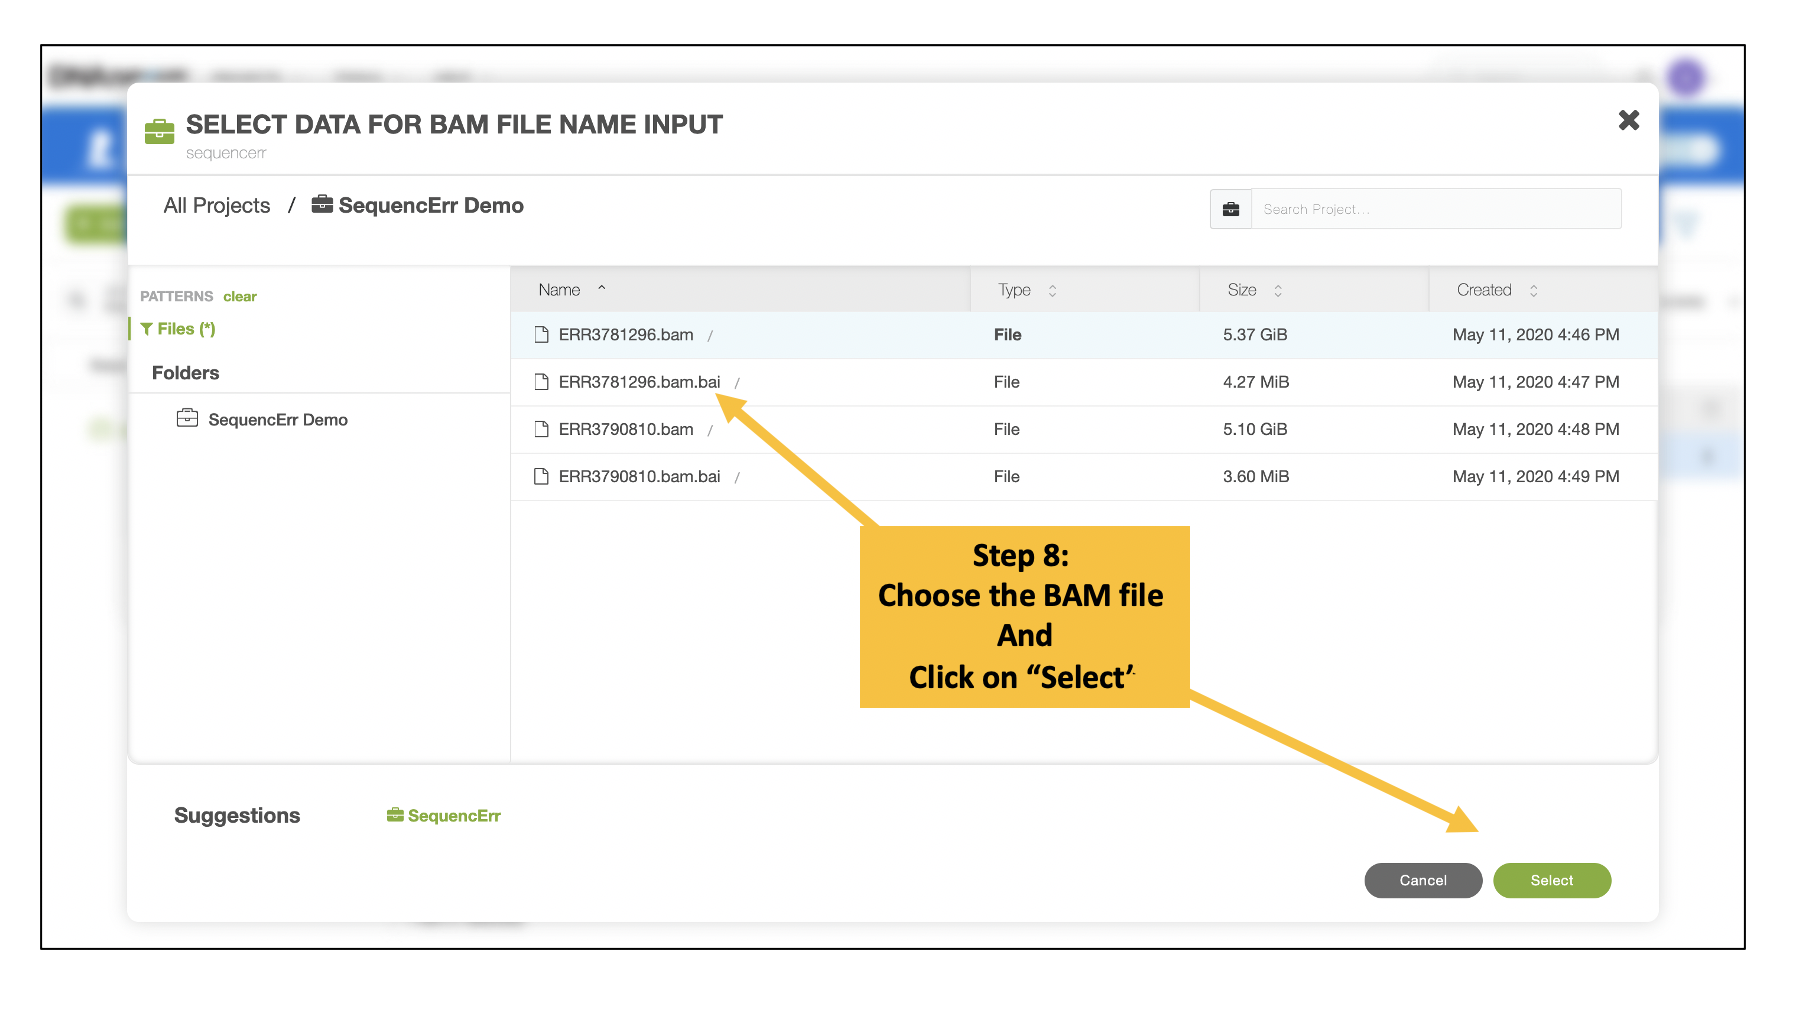 SELECT DATA FOR BAM FILE NAME INPUT
sequencerr
All Projects / SequencErr Demo
Search Project...
PATTERNS clear
Files (*)
Folders
SequencErr Demo
Name Type Size Created
ERR3781296.bam / File 5.37 GiB May 11, 2020 4:46 PM
ERR3781296.bam.bai / File 4.27 MiB May 11, 2020 4:47 PM
ERR3790810.bam / File 5.10 GiB May 11, 2020 4:48 PM
ERR3790810.bam.bai / File 3.60 MiB May 11, 2020 4:49 PM
Step 8:
Choose the BAM file
And
Click on “Select’
Suggestions SequencErr
Cancel Select